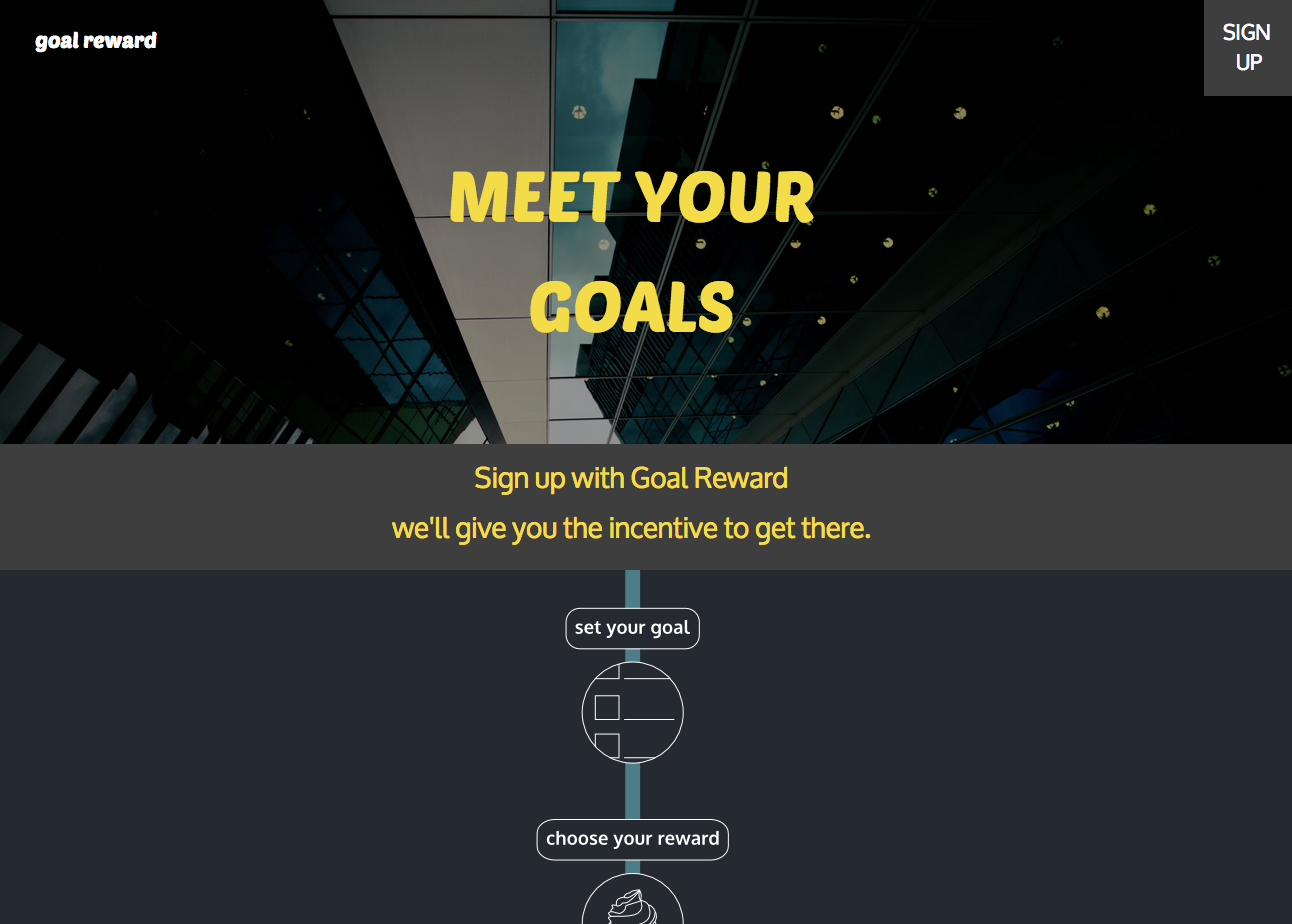 goal reward
SIGN
UP
MEET YOUR
GOALS
Sign up with Goal Reward
we'll give you the incentive to get there.
set your goal
choose your reward